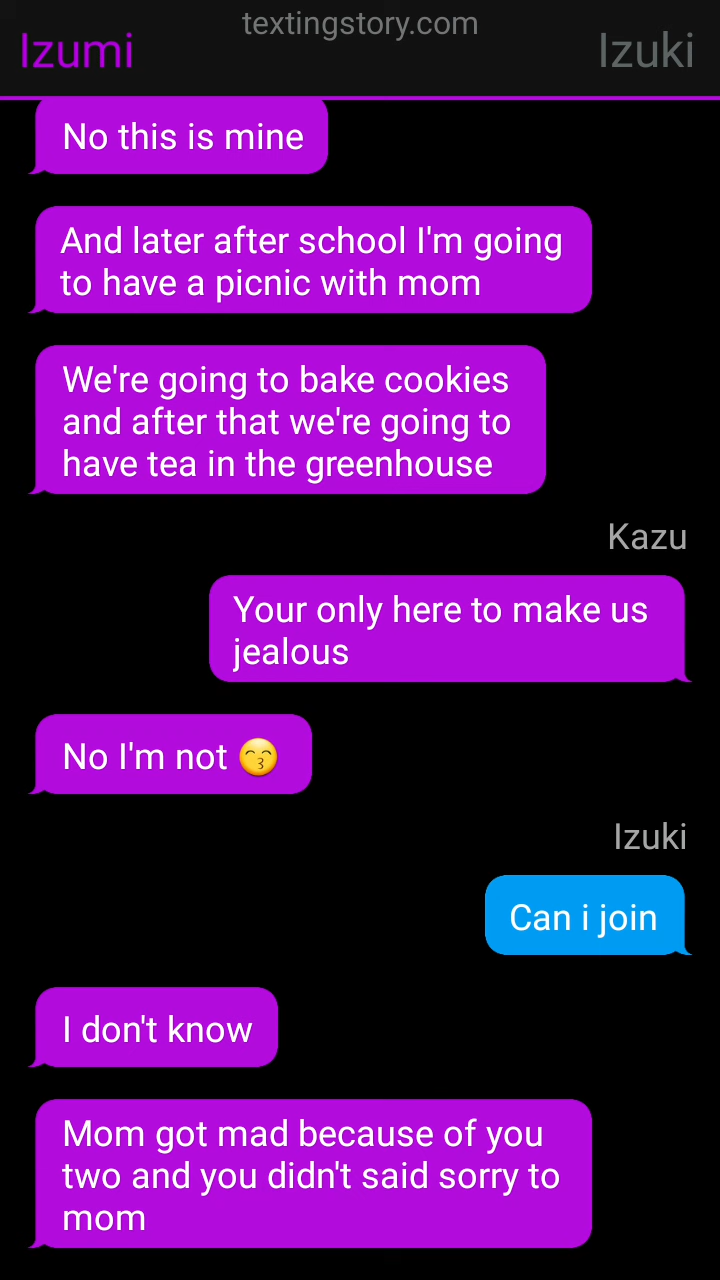 textingstory.com
Izumi
Izuki
No this is mine
And later after school I'm going
to have a picnic with mom
We're going to bake cookies
and after that we're going to
have tea in the greenhouse
Kazu
Your only here to make us
jealous
No I'm not 😙
Izuki
Can i join
I don't know
Mom got mad because of you
two and you didn't said sorry to
mom